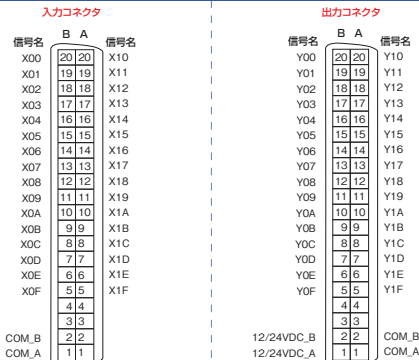 入力コネクタ
信号名 B A 信号名
X00 20 20 X10
X01 19 19 X11
X02 18 18 X12
X03 17 17 X13
X04 16 16 X14
X05 15 15 X15
X06 14 14 X16
X07 13 13 X17
X08 12 12 X18
X09 11 11 X19
X0A 10 10 X1A
X0B 9 9 X1B
X0C 8 8 X1C
X0D 7 7 X1D
X0E 6 6 X1E
X0F 5 5 X1F
4 4
3 3
COM_B 2 2
COM_A 1 1
出力コネクタ
信号名 B A 信号名
Y00 20 20 Y10
Y01 19 19 Y11
Y02 18 18 Y12
Y03 17 17 Y13
Y04 16 16 Y14
Y05 15 15 Y15
Y06 14 14 Y16
Y07 13 13 Y17
Y08 12 12 Y18
Y09 11 11 Y19
Y0A 10 10 Y1A
Y0B 9 9 Y1B
Y0C 8 8 Y1C
Y0D 7 7 Y1D
Y0E 6 6 Y1E
Y0F 5 5 Y1F
4 4
3 3
12/24VDC_B 2 2 COM_B
12/24VDC_A 1 1 COM_A